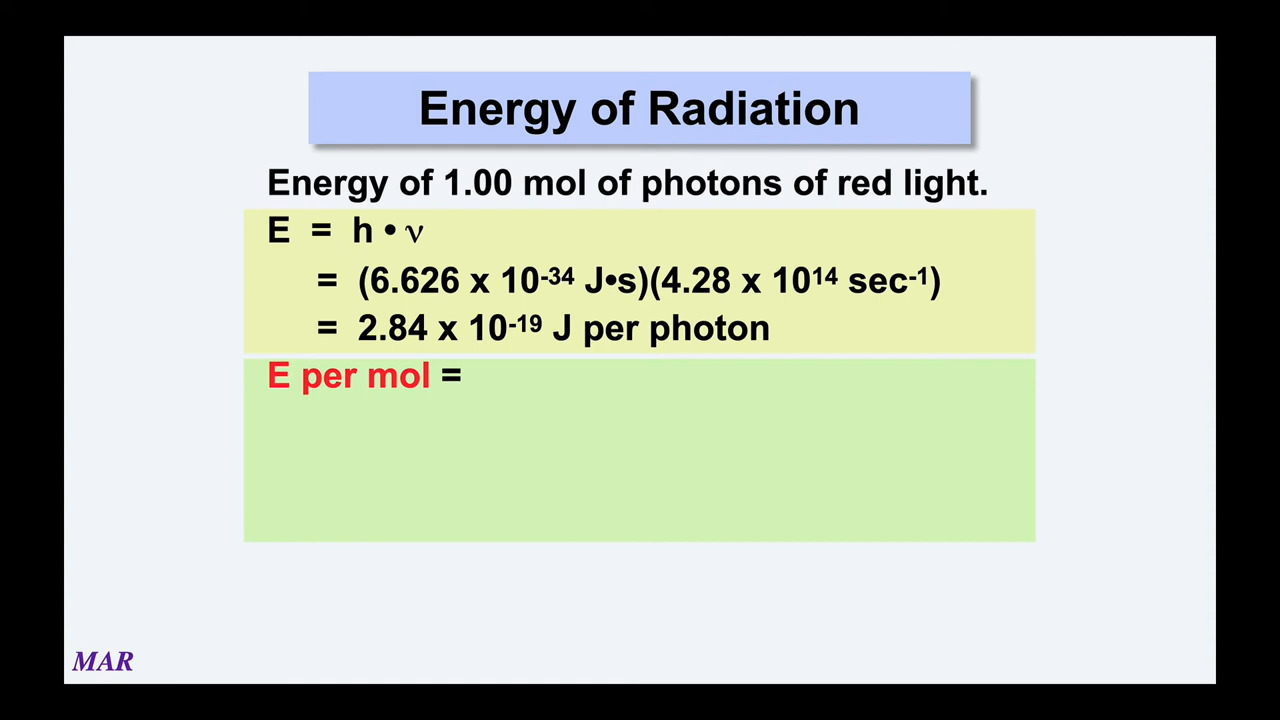 Energy of Radiation
Energy of 1.00 mol of photons of red light.
E = h • ν
= (6.626 x 10⁻³⁴ J•s)(4.28 x 10¹⁴ sec⁻¹)
= 2.84 x 10⁻¹⁹ J per photon
E per mol =
MAR